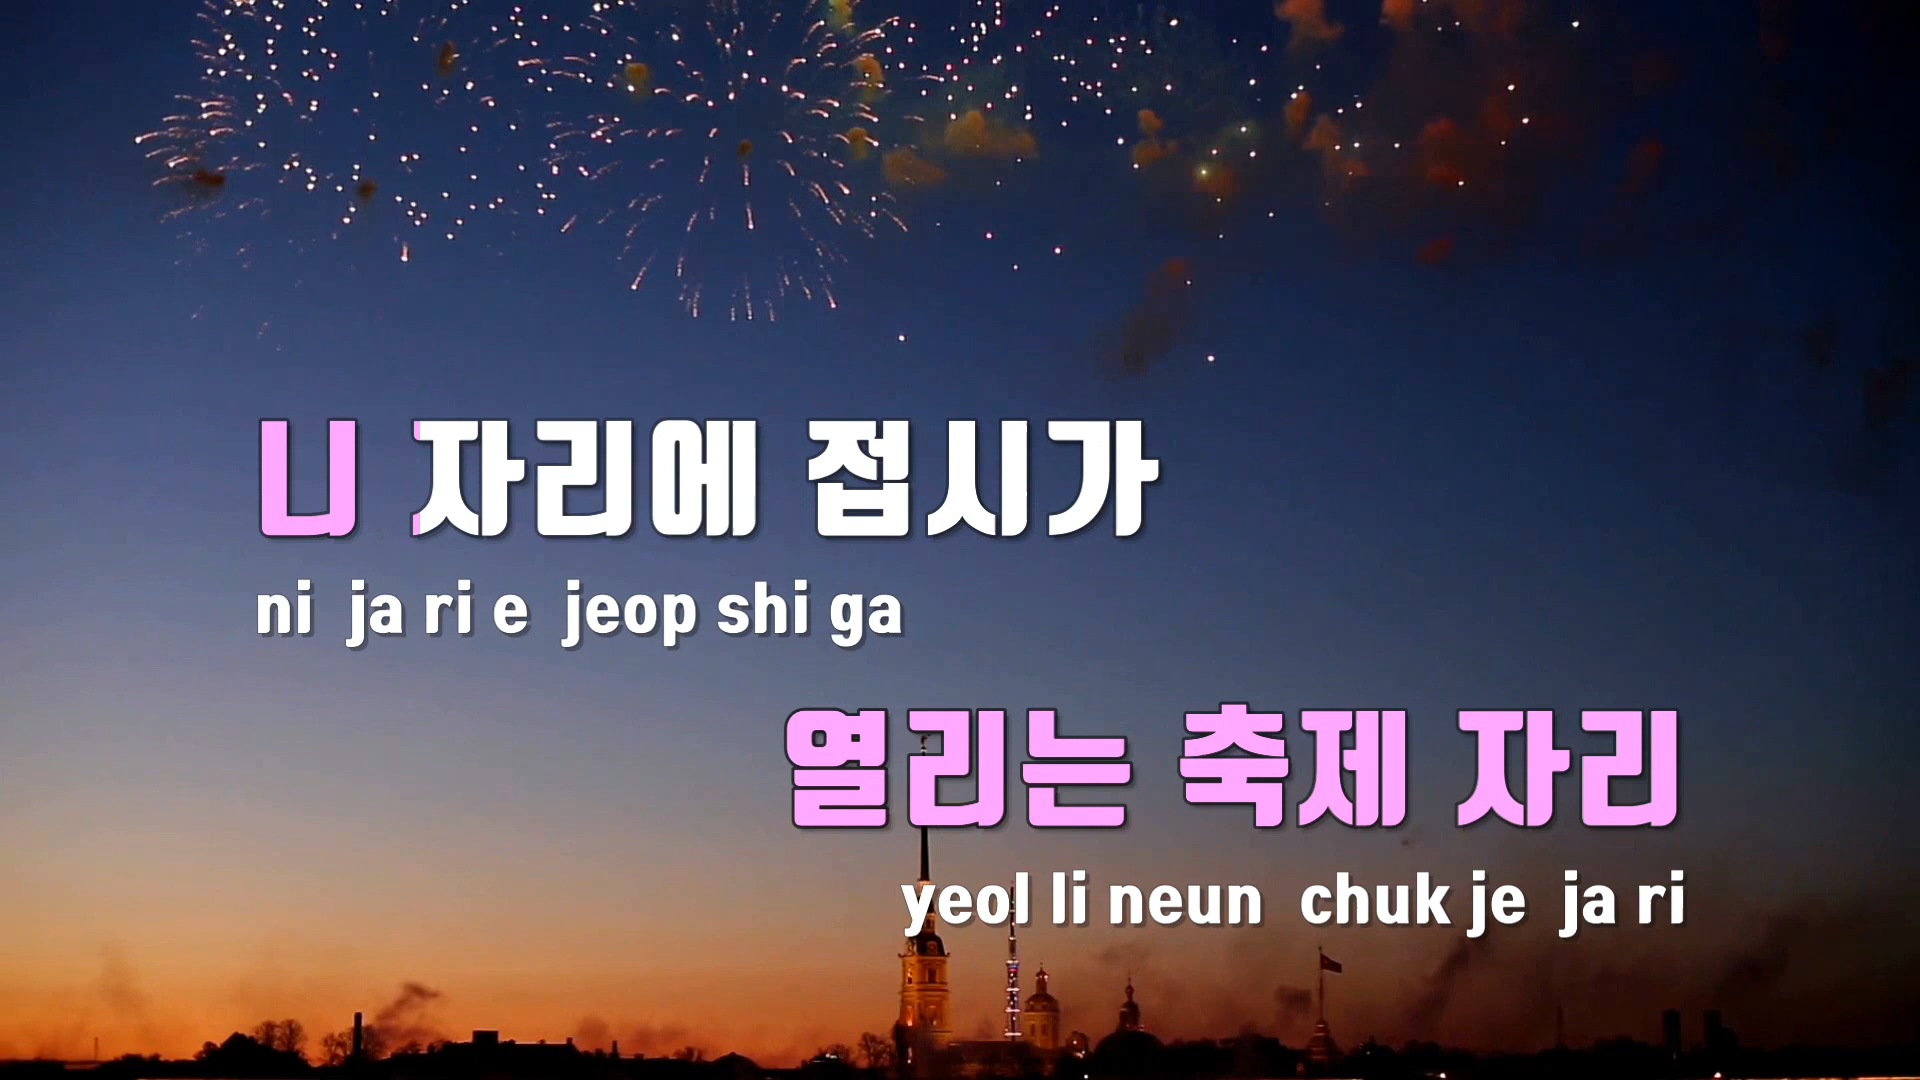 니 자리에 접시가
ni ja ri e jeop shi ga
열리는 축제 자리
yeol li neun chuk je ja ri